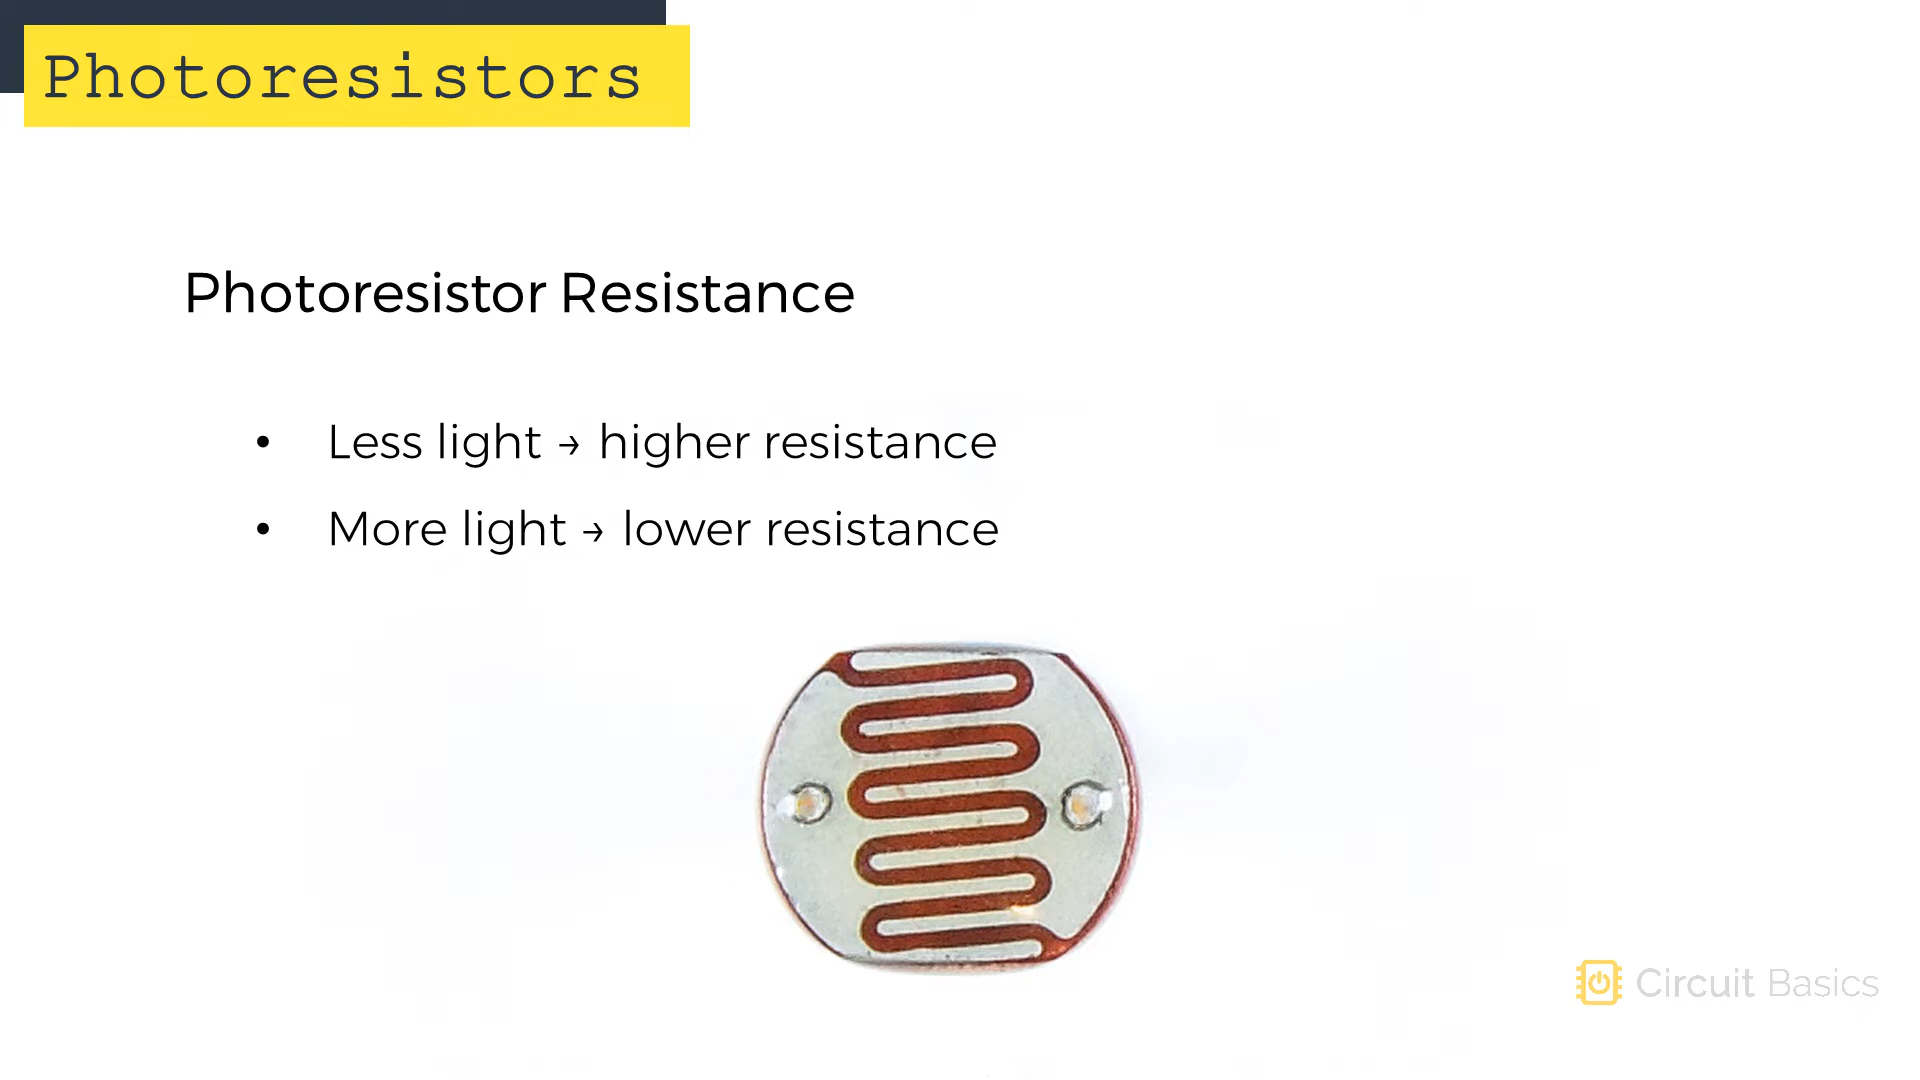 Photoresistors
Photoresistor Resistance
• Less light → higher resistance
• More light → lower resistance
Circuit Basics